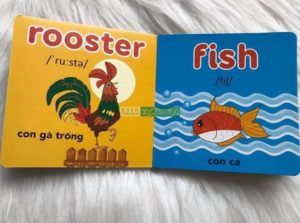 rooster
/ˈruːstə/
con gà trống
fish
/fɪʃ/
con cá